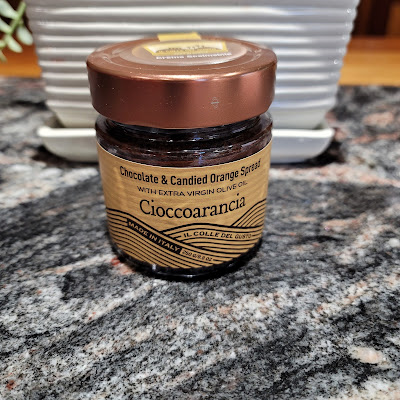 Chocolate & Candied Orange Spread
WITH EXTRA VIRGIN OLIVE OIL
Cioccoarancia
MADE IN ITALY
IL COLLE DEL GUSTO